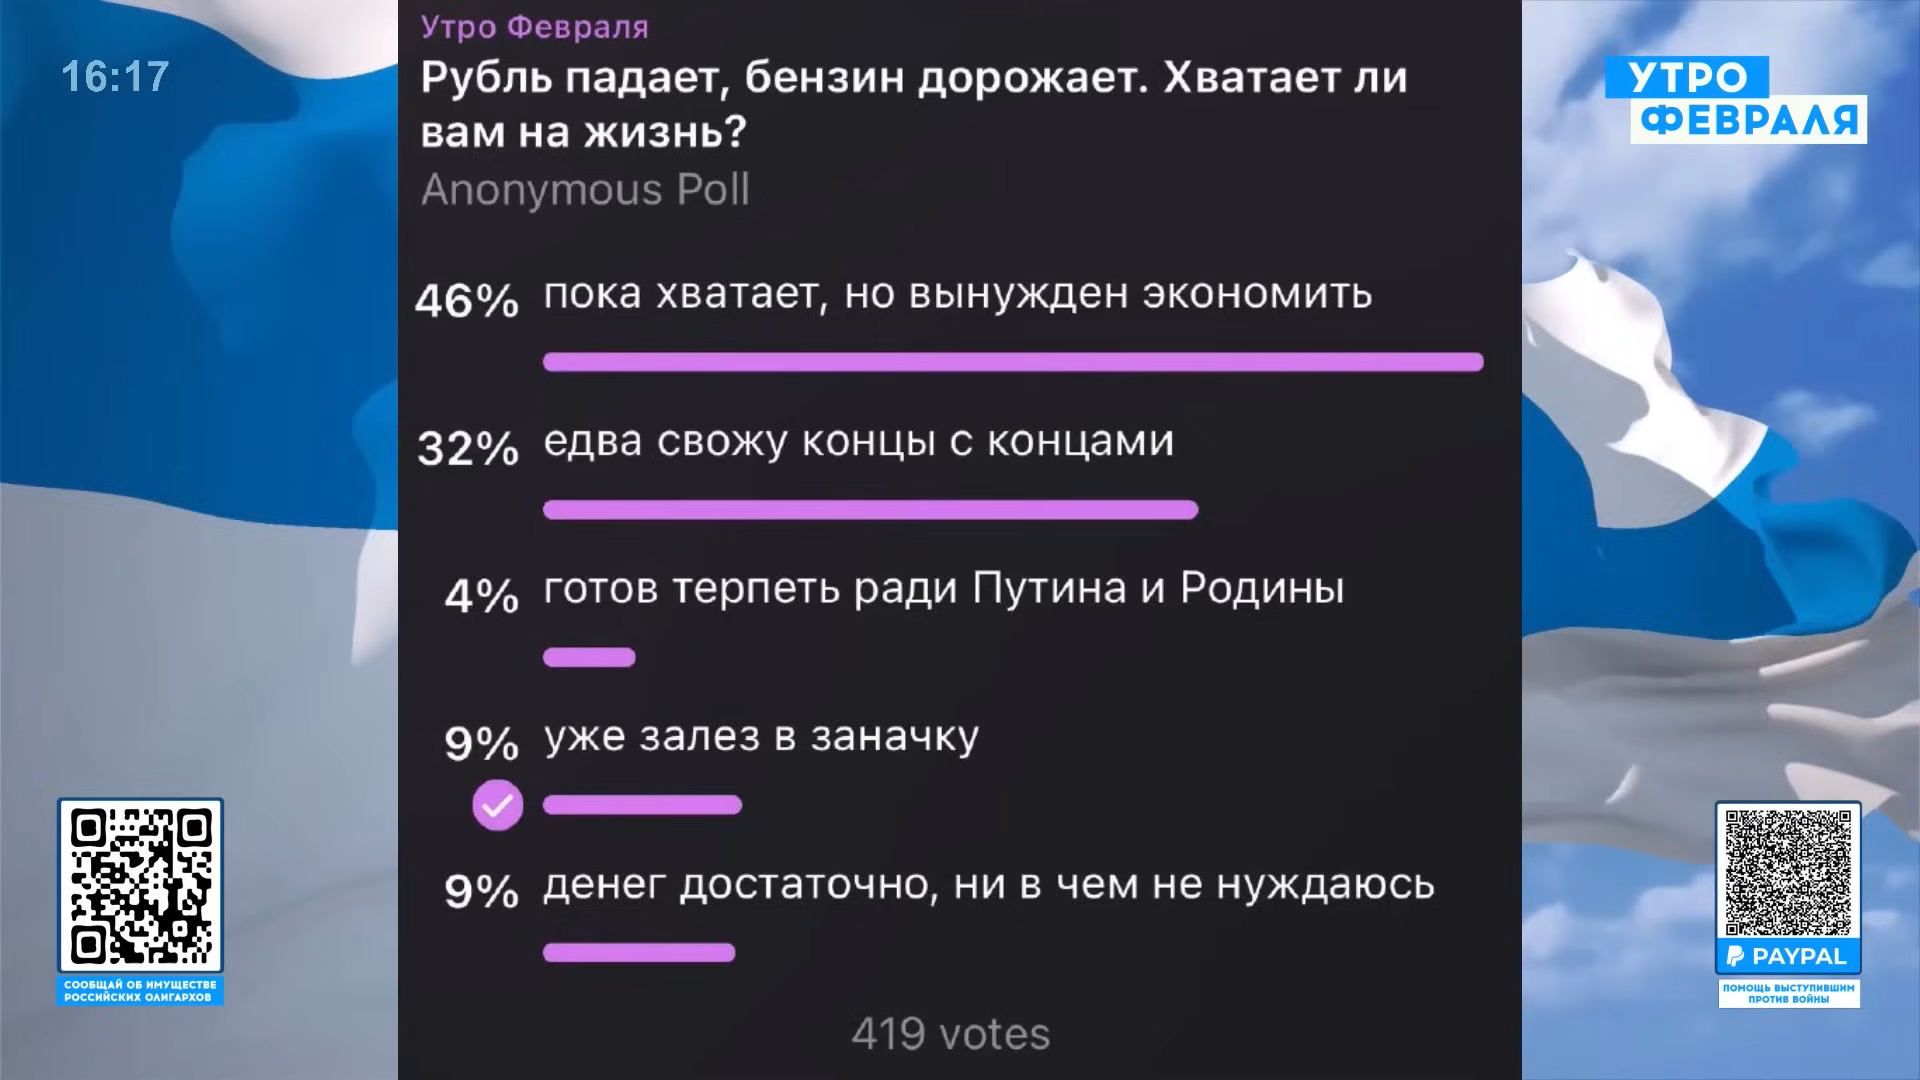 16:17
Утро Февраля
Рубль падает, бензин дорожает. Хватает ли
вам на жизнь?
Anonymous Poll
46% пока хватает, но вынужден экономить
32% едва свожу концы с концами
4% готов терпеть ради Путина и Родины
9% уже залез в заначку
9% денег достаточно, ни в чем не нуждаюсь
419 votes
УТРО
ФЕВРАЛЯ
СООБЩАЙ ОБ ИМУЩЕСТВЕ
РОССИЙСКИХ ОЛИГАРХОВ
PAYPAL
ПОМОЩЬ ВЫСТУПИВШИМ
ПРОТИВ ВОЙНЫ